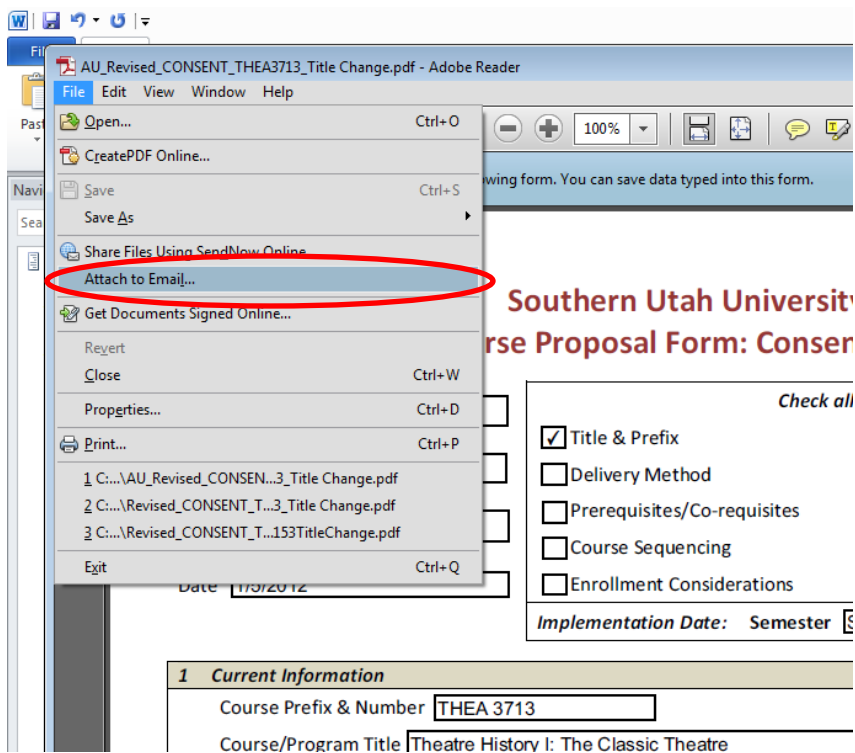 W
Fil
AU_Revised_CONSENT_THEA3713_Title Change.pdf - Adobe Reader
File Edit View Window Help
Past
Open... Ctrl+O
100%
CreatePDF Online...
Navi
Save Ctrl+S
wing form. You can save data typed into this form.
Sea
Save As
Share Files Using SendNow Online...
Attach to Email...
Get Documents Signed Online...
Southern Utah University
rse Proposal Form: Consen
Revert
Close Ctrl+W
Properties... Ctrl+D
Print... Ctrl+P
1 C:...\AU_Revised_CONSEN...3_Title Change.pdf
2 C:...\Revised_CONSENT_T...3_Title Change.pdf
3 C:...\Revised_CONSENT_T...153TitleChange.pdf
Exit Ctrl+Q
Check all
Title & Prefix
Delivery Method
Prerequisites/Co-requisites
Course Sequencing
Enrollment Considerations
Date 1/5/2012
Implementation Date: Semester S
1 Current Information
Course Prefix & Number THEA 3713
Course/Program Title Theatre History I: The Classic Theatre